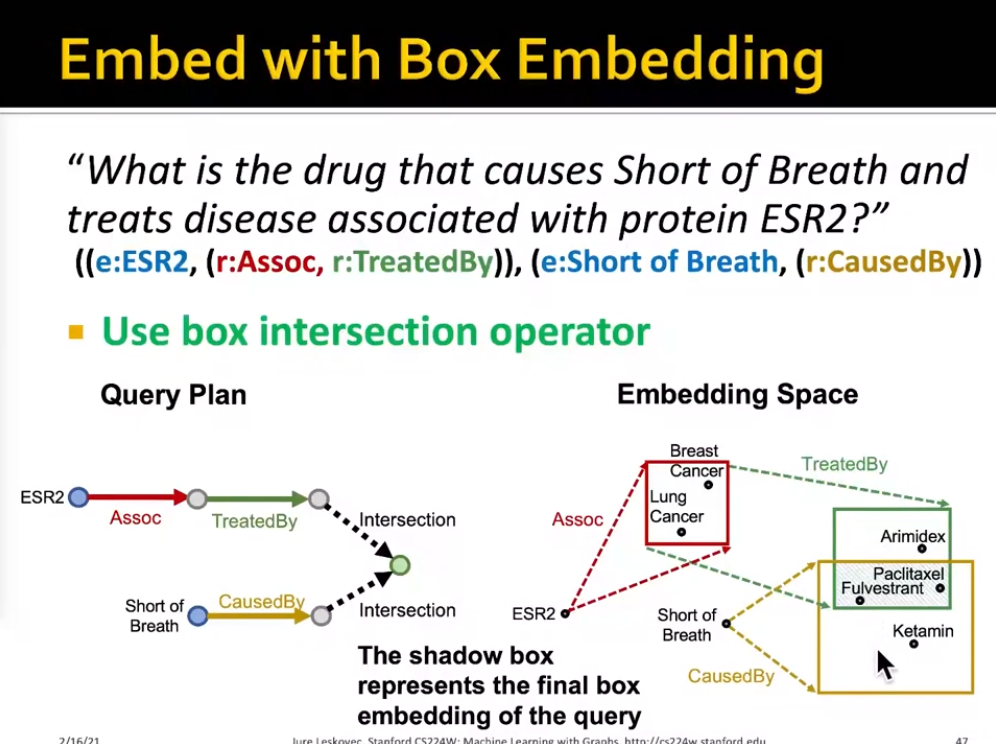 Embed with Box Embedding
“What is the drug that causes Short of Breath and
treats disease associated with protein ESR2?”
((e:ESR2, (r:Assoc, r:TreatedBy)), (e:Short of Breath, (r:CausedBy))
■ Use box intersection operator
Query Plan
Embedding Space
ESR2
Assoc
TreatedBy
Intersection
Short of
Breath
CausedBy
Intersection
Breast
Cancer
Lung
Cancer
TreatedBy
Assoc
Arimidex
Paclitaxel
Fulvestrant
ESR2
Short of
Breath
Ketamin
CausedBy
The shadow box
represents the final box
embedding of the query
2/16/21
Jure Leskovec, Stanford CS224W: Machine Learning with Graphs, http://cs224w.stanford.edu
47